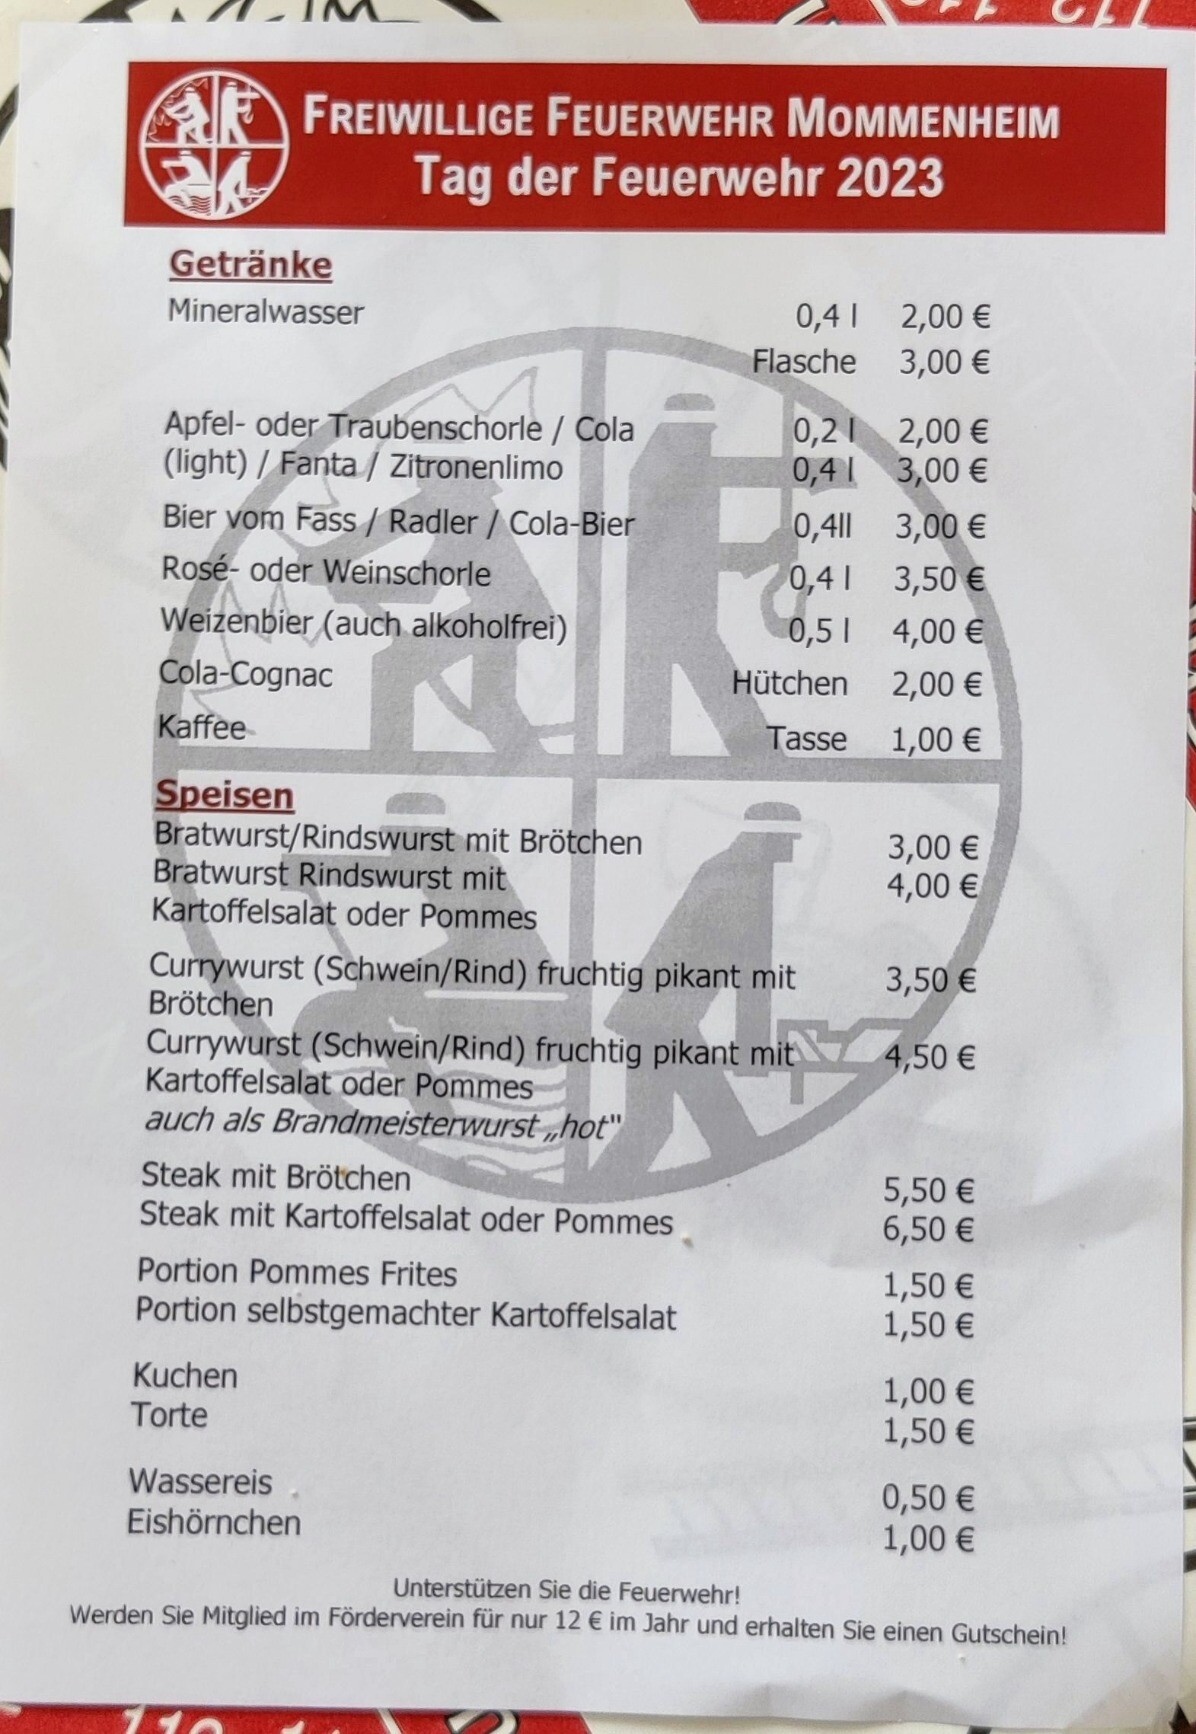 FREIWILLIGE FEUERWEHR MOMMENHEIM
Tag der Feuerwehr 2023
Getränke
Mineralwasser 0,4 l 2,00 €
Flasche 3,00 €
Apfel- oder Traubenschorle / Cola 0,2 l 2,00 €
(light) / Fanta / Zitronenlimo 0,4 l 3,00 €
Bier vom Fass / Radler / Cola-Bier 0,4ll 3,00 €
Rosé- oder Weinschorle 0,4 l 3,50 €
Weizenbier (auch alkoholfrei) 0,5 l 4,00 €
Cola-Cognac Hütchen 2,00 €
Kaffee Tasse 1,00 €
Speisen
Bratwurst/Rindswurst mit Brötchen 3,00 €
Bratwurst Rindswurst mit 4,00 €
Kartoffelsalat oder Pommes
Currywurst (Schwein/Rind) fruchtig pikant mit 3,50 €
Brötchen
Currywurst (Schwein/Rind) fruchtig pikant mit 4,50 €
Kartoffelsalat oder Pommes
auch als Brandmeisterwurst „hot"
Steak mit Brötchen 5,50 €
Steak mit Kartoffelsalat oder Pommes 6,50 €
Portion Pommes Frites 1,50 €
Portion selbstgemachter Kartoffelsalat 1,50 €
Kuchen 1,00 €
Torte 1,50 €
Wassereis 0,50 €
Eishörnchen 1,00 €
Unterstützen Sie die Feuerwehr!
Werden Sie Mitglied im Förderverein für nur 12 € im Jahr und erhalten Sie einen Gutschein!